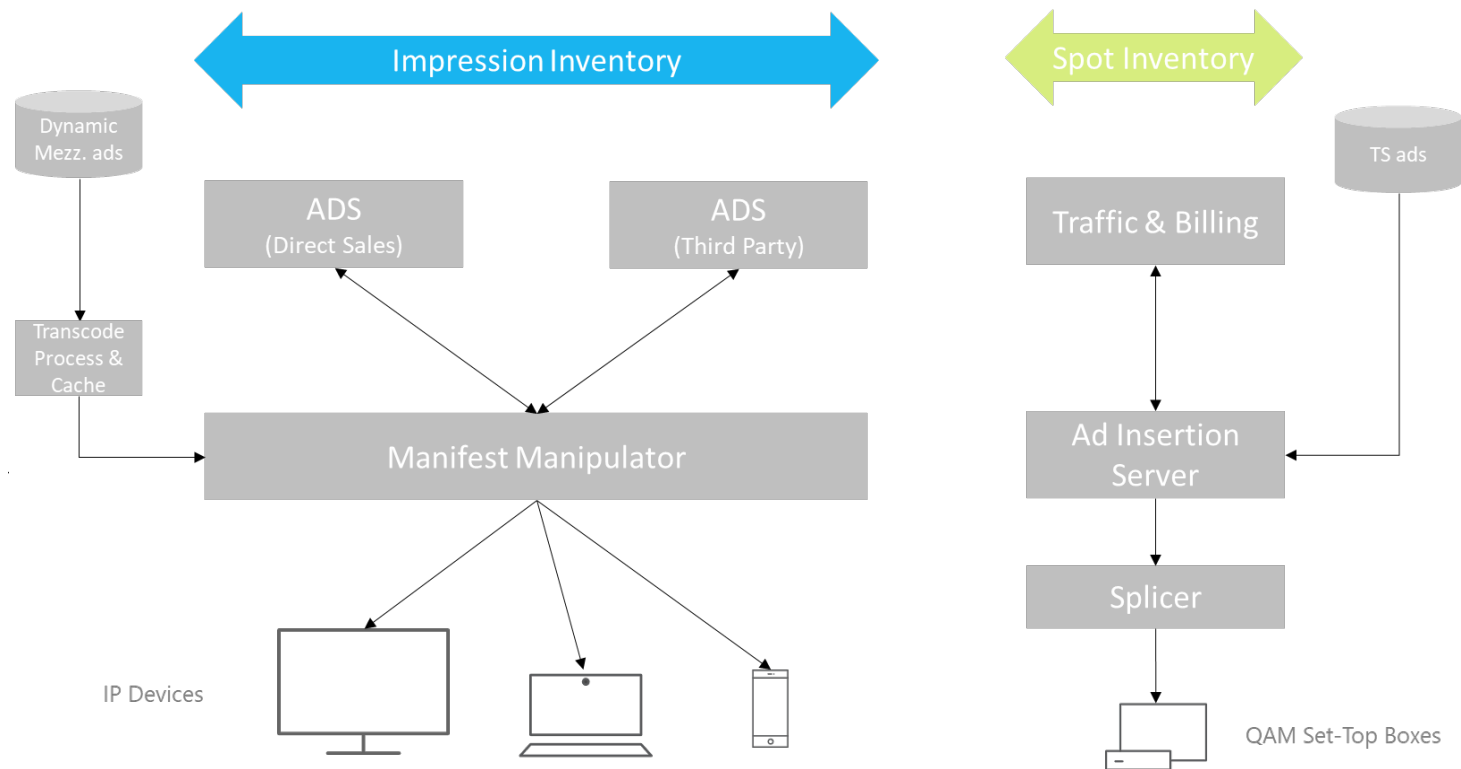 Impression Inventory
Spot Inventory
Dynamic
Mezz. ads
TS ads
ADS
(Direct Sales)
ADS
(Third Party)
Traffic & Billing
Transcode
Process &
Cache
Manifest Manipulator
Ad Insertion
Server
Splicer
IP Devices
QAM Set-Top Boxes